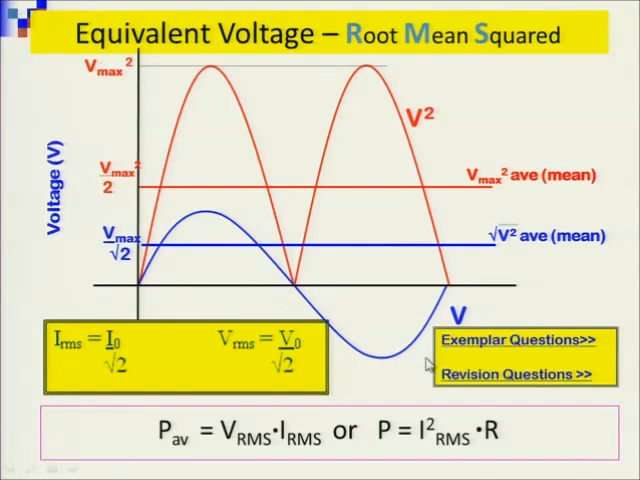 Equivalent Voltage – Root Mean Squared
Vmax²
V²
Voltage (V)
Vmax²
2
Vmax² ave (mean)
Vmax
√2
√V² ave (mean)
V
Irms = I0
√2
Vrms = V0
√2
Exemplar Questions>>
Revision Questions >>
Pav = VRMS·IRMS or P = I²RMS ·R